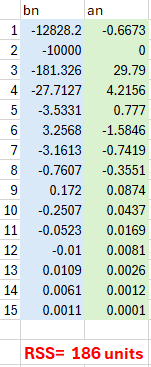 bn an
1 -12828.2 -0.6673
2 -10000 0
3 -181.326 29.79
4 -27.7127 4.2156
5 -3.5331 0.777
6 3.2568 -1.5846
7 -3.1613 -0.7419
8 -0.7607 -0.3551
9 0.172 0.0874
10 -0.2507 0.0437
11 -0.0523 0.0169
12 -0.01 0.0081
13 0.0109 0.0026
14 0.0061 0.0012
15 0.0011 0.0001
RSS= 186 units